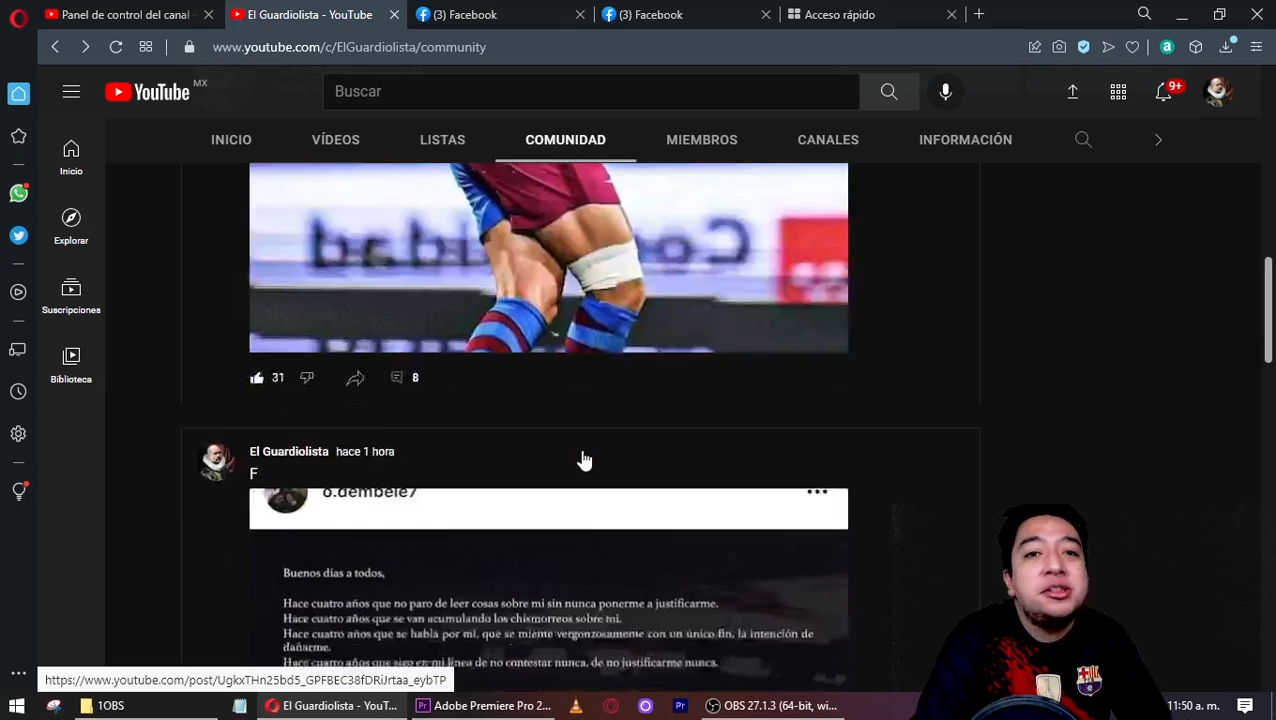 Panel de control del canal -
El Guardiolista - YouTube
(3) Facebook
(3) Facebook
Acceso rápido
www.youtube.com/c/ElGuardiolista/community
YouTube MX
Buscar
9+
INICIO VÍDEOS LISTAS COMUNIDAD MIEMBROS CANALES INFORMACIÓN
Inicio
Explorar
Suscripciones
Biblioteca
31
8
El Guardiolista hace 1 hora
F
o.dembele7
Buenos días a todos,
Hace cuatro años que no paro de leer cosas sobre mi sin nunca ponerme a justificarme.
Hace cuatro años que se van acumulando los chismorreos sobre mi.
Hace cuatro años que se habla por mi, que se miente vergonzosamente con un único fin, la intención de
dañarme.
Hace cuatro años que sigo en mi línea de no contestar nunca, de no justificarme nunca.
https://www.youtube.com/post/UgkxTHn25bd5_GPFBEC38fDRiJrtaa_eybTP
1OBS
El Guardiolista - YouT...
Adobe Premiere Pro 2...
OBS 27.1.3 (64-bit, wi...
11:50 a. m.